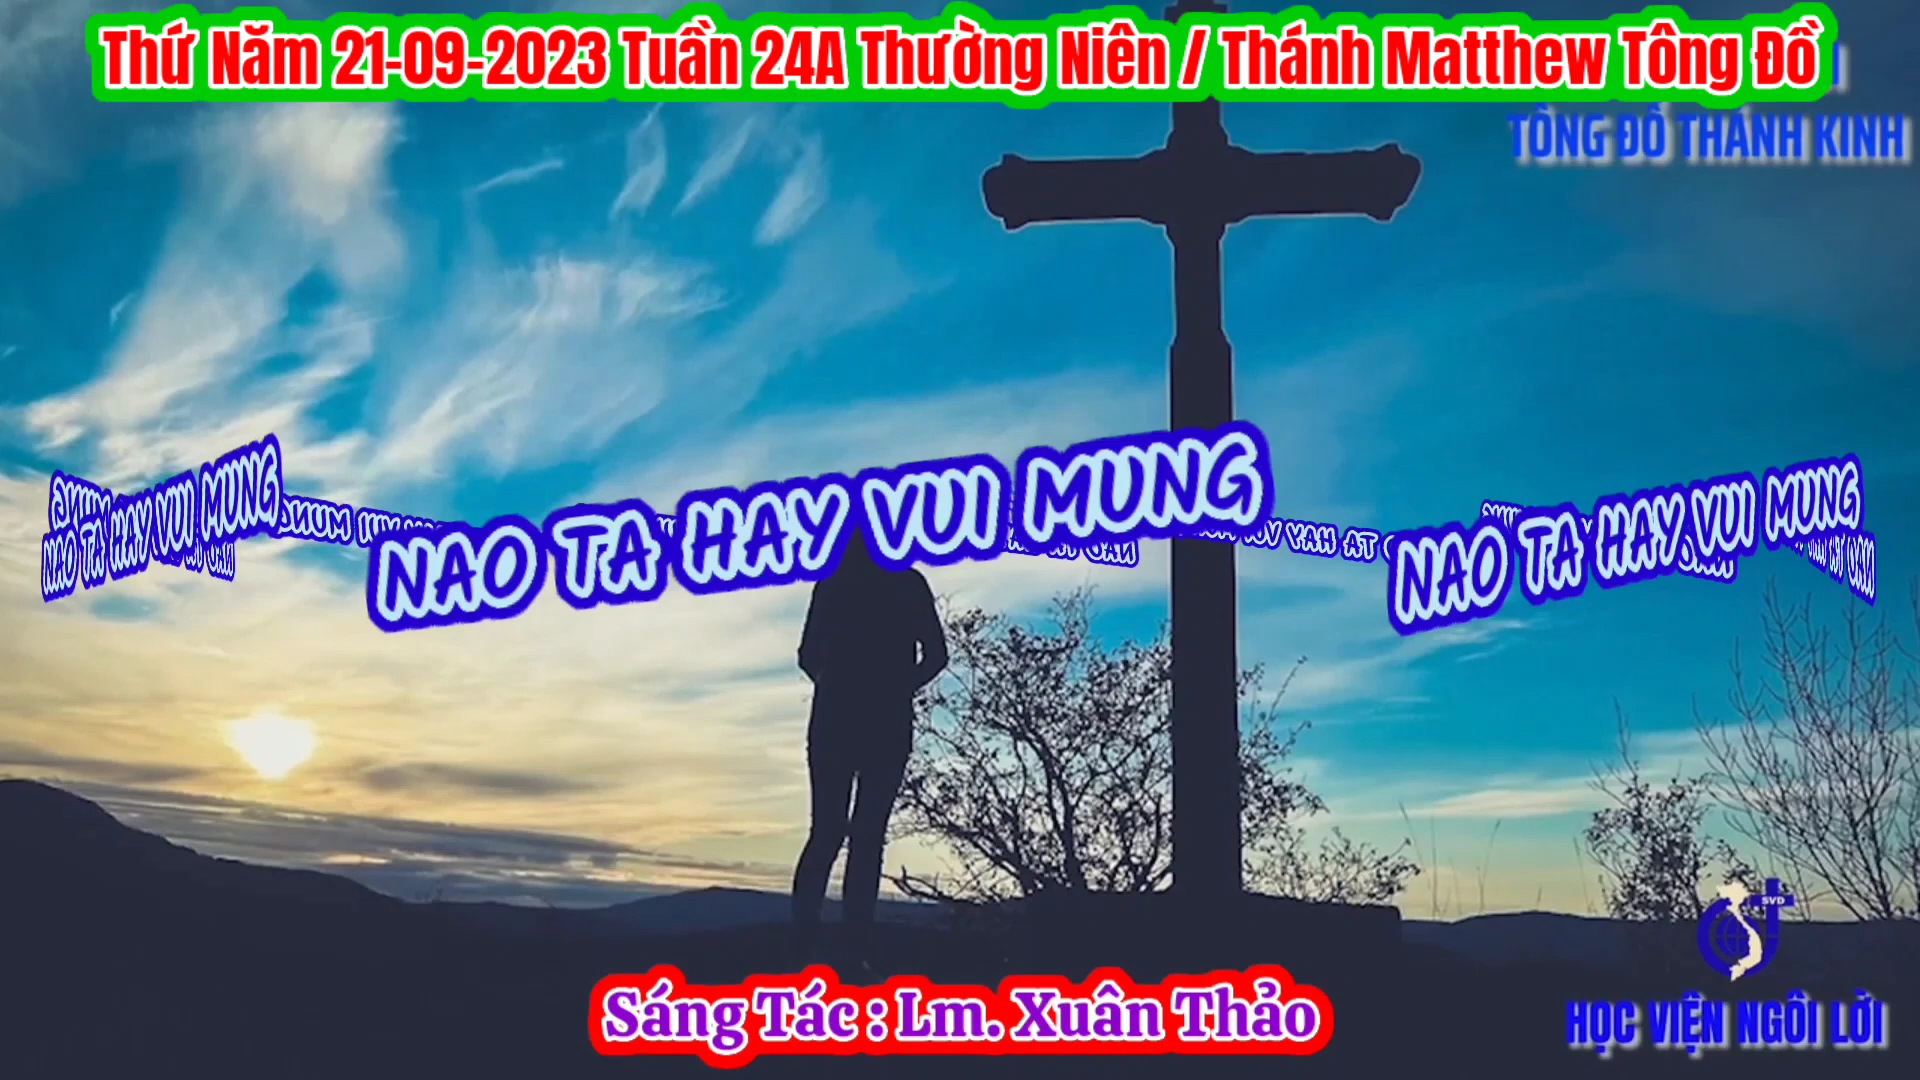 Thứ Năm 21-09-2023 Tuần 24A Thường Niên / Thánh Matthew Tông Đồ
TÔNG ĐỒ THÁNH KINH
NAO TA HAY VUI MUNG
NAO TA HAY VUI MUNG
NAO TA HAY VUI MUNG
SVD
Sáng Tác : Lm. Xuân Thảo
HỌC VIỆN NGÔI LỜI